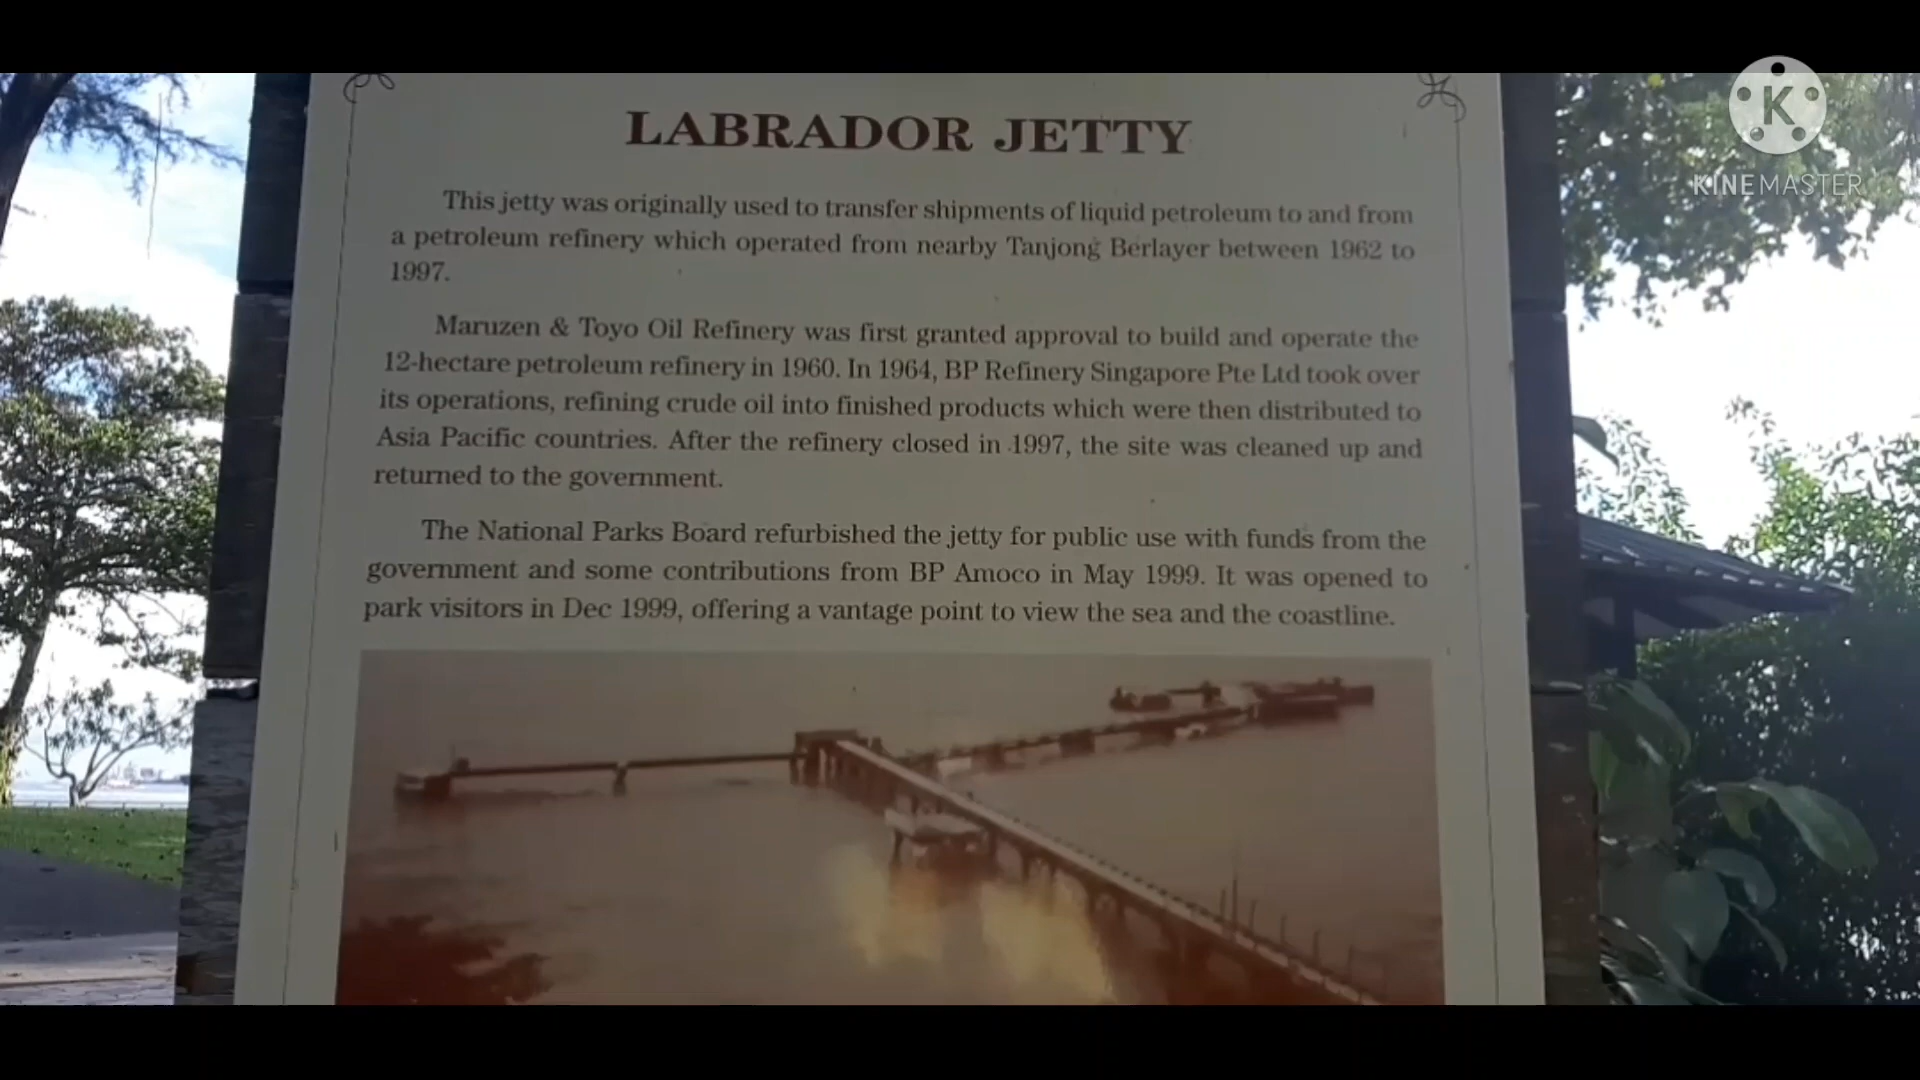 LABRADOR JETTY
This jetty was originally used to transfer shipments of liquid petroleum to and from
a petroleum refinery which operated from nearby Tanjong Berlayer between 1962 to
1997.
Maruzen & Toyo Oil Refinery was first granted approval to build and operate the
12-hectare petroleum refinery in 1960. In 1964, BP Refinery Singapore Pte Ltd took over
its operations, refining crude oil into finished products which were then distributed to
Asia Pacific countries. After the refinery closed in 1997, the site was cleaned up and
returned to the government.
The National Parks Board refurbished the jetty for public use with funds from the
government and some contributions from BP Amoco in May 1999. It was opened to
park visitors in Dec 1999, offering a vantage point to view the sea and the coastline.
K
KINEMASTER